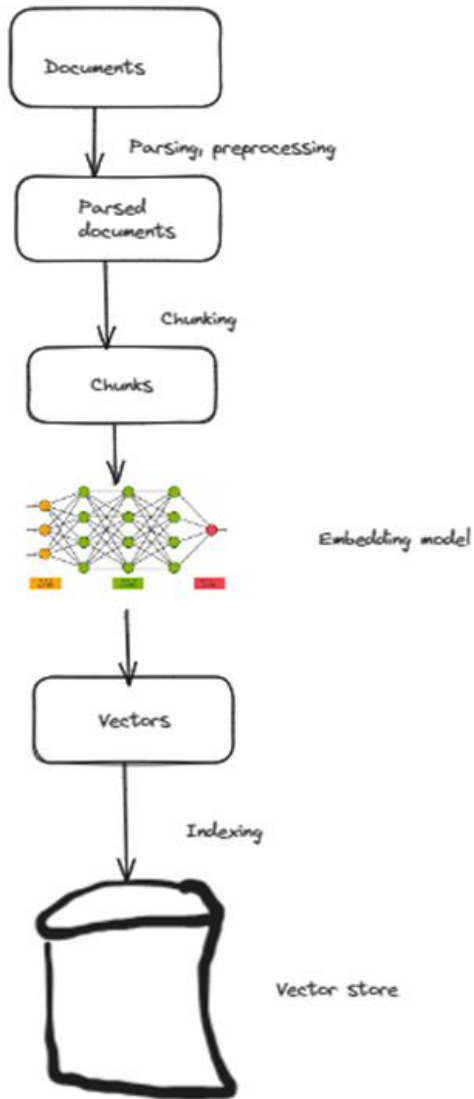 Documents
Parsing, preprocessing
Parsed
documents
Chunking
Chunks
Embedding model
Vectors
Indexing
Vector store